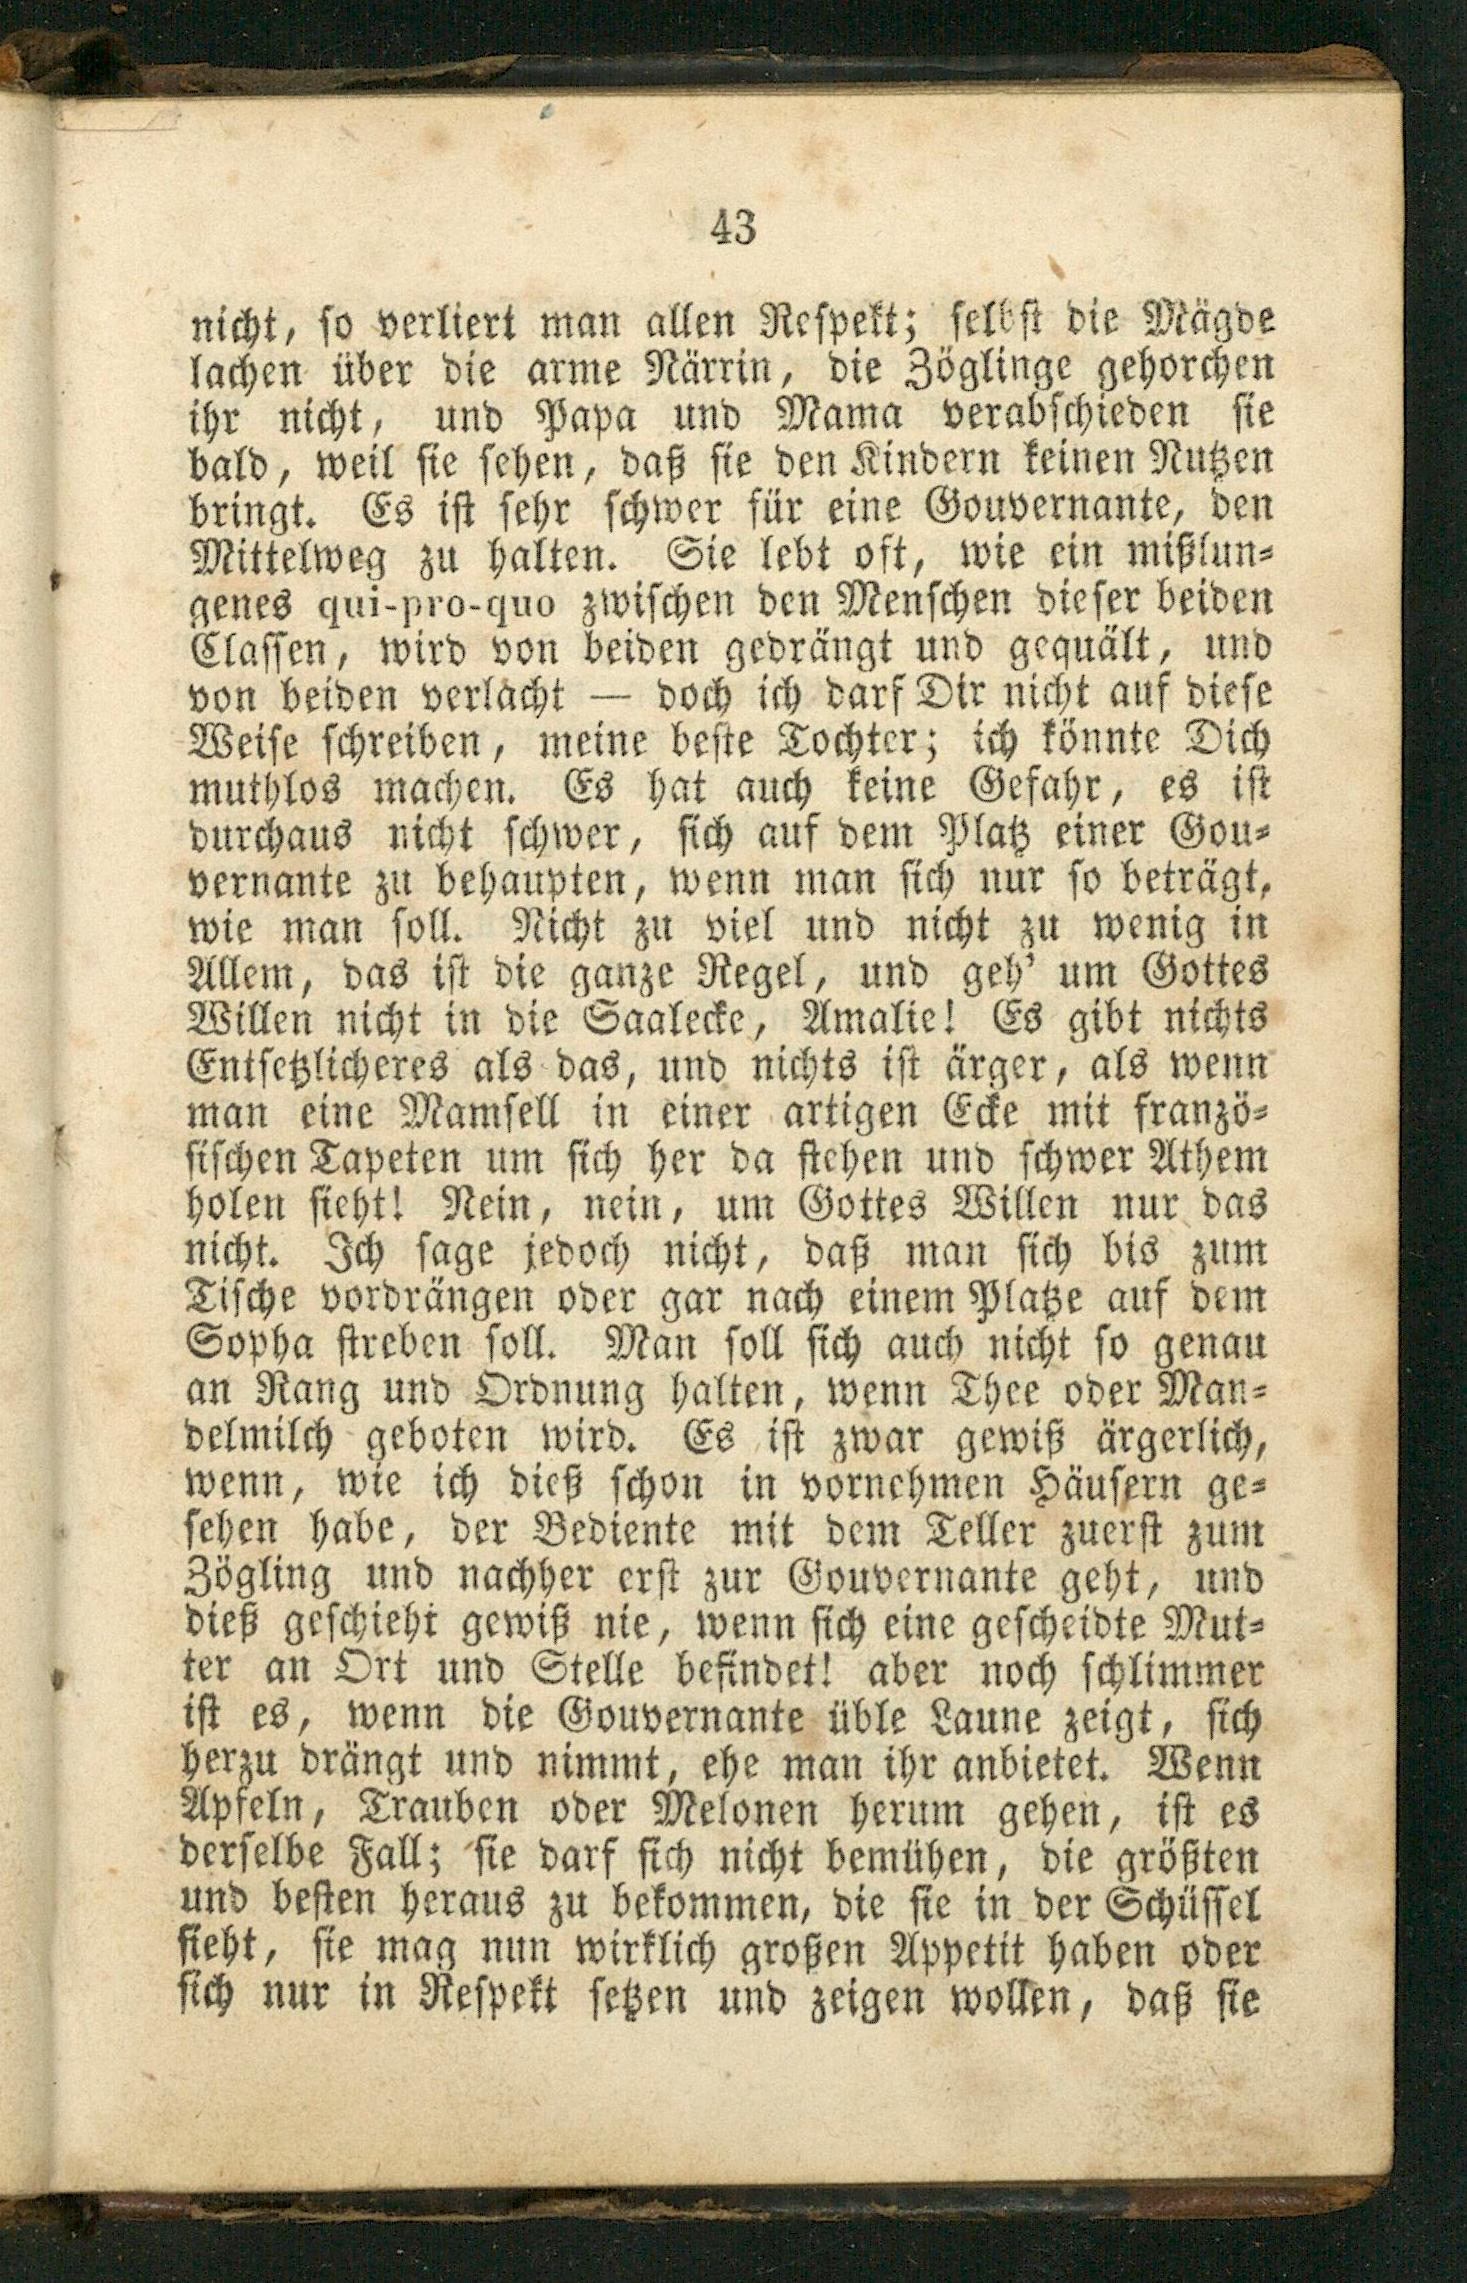 43
nicht, so verliert man allen Respekt; selbst die Mägde
lachen über die arme Närrin, die Zöglinge gehorchen
ihr nicht, und Papa und Mama verabschieden sie
bald, weil sie sehen, daß sie den Kindern keinen Nutzen
bringt. Es ist sehr schwer für eine Gouvernante, den
Mittelweg zu halten. Sie lebt oft, wie ein mißlun-
genes qui-pro-quo zwischen den Menschen dieser beiden
Classen, wird von beiden gedrängt und gequält, und
von beiden verlacht — doch ich darf Dir nicht auf diese
Weise schreiben, meine beste Tochter; ich könnte Dich
muthlos machen. Es hat auch keine Gefahr, es ist
durchaus nicht schwer, sich auf dem Platz einer Gou-
vernante zu behaupten, wenn man sich nur so beträgt,
wie man soll. Nicht zu viel und nicht zu wenig in
Allem, das ist die ganze Regel, und geh' um Gottes
Willen nicht in die Saalecke, Amalie! Es gibt nichts
Entsetzlicheres als das, und nichts ist ärger, als wenn
man eine Mamsell in einer artigen Ecke mit franzö-
sischen Tapeten um sich her da stehen und schwer Athem
holen sieht! Nein, nein, um Gottes Willen nur das
nicht. Ich sage jedoch nicht, daß man sich bis zum
Tische vordrängen oder gar nach einem Platze auf dem
Sopha streben soll. Man soll sich auch nicht so genau
an Rang und Ordnung halten, wenn Thee oder Man-
delmilch geboten wird. Es ist zwar gewiß ärgerlich,
wenn, wie ich dieß schon in vornehmen Häusern ge-
sehen habe, der Bediente mit dem Teller zuerst zum
Zögling und nachher erst zur Gouvernante geht, und
dieß geschieht gewiß nie, wenn sich eine gescheidte Mut-
ter an Ort und Stelle befindet! aber noch schlimmer
ist es, wenn die Gouvernante üble Laune zeigt, sich
herzu drängt und nimmt, ehe man ihr anbietet. Wenn
Apfeln, Trauben oder Melonen herum gehen, ist es
derselbe Fall; sie darf sich nicht bemühen, die größten
und besten heraus zu bekommen, die sie in der Schüssel
sieht, sie mag nun wirklich großen Appetit haben oder
sich nur in Respekt setzen und zeigen wollen, daß sie